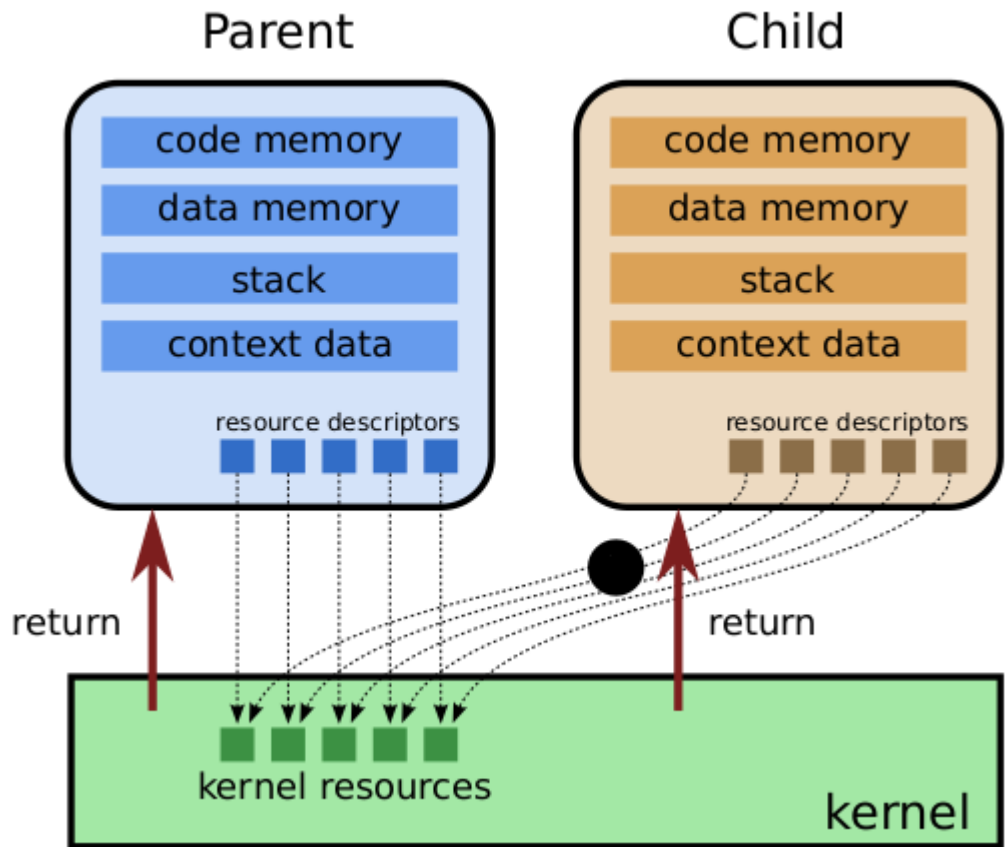 Parent
code memory
data memory
stack
context data
resource descriptors
Child
code memory
data memory
stack
context data
resource descriptors
return
return
kernel resources
kernel